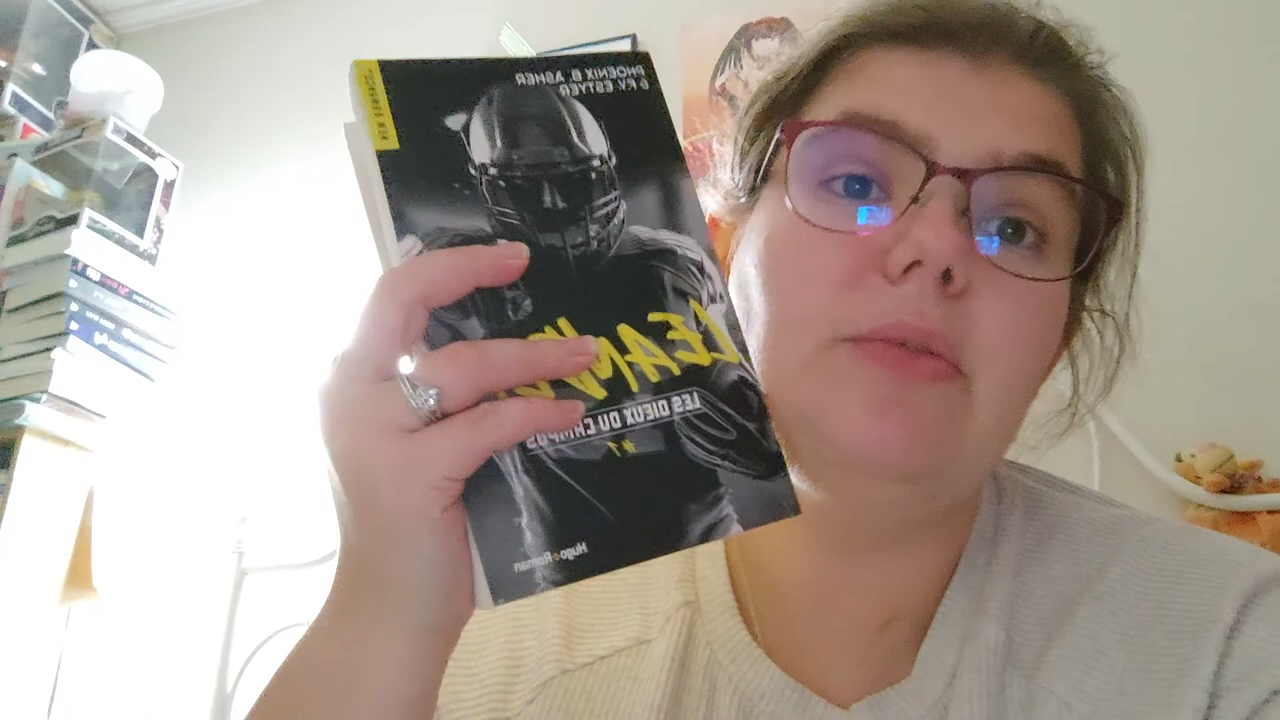 PHOENIX B. ASHER
& F.V. ESTYER
LES DIEUX DU CAMPUS
#1
Hugo Roman